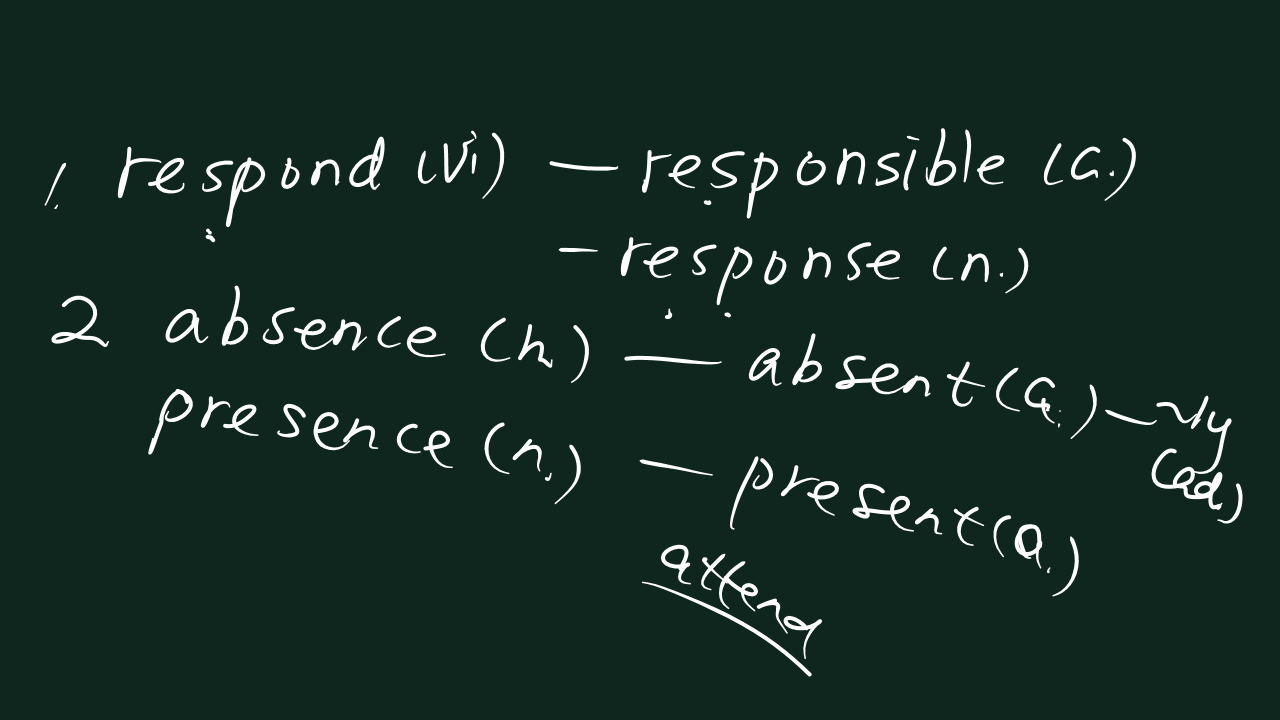 1. respond (Vi) — responsible (a.)
— response (n.)
2 absence (n.) — absent (a.) — ~ly (ad.)
presence (n.) — present (a.)
attend